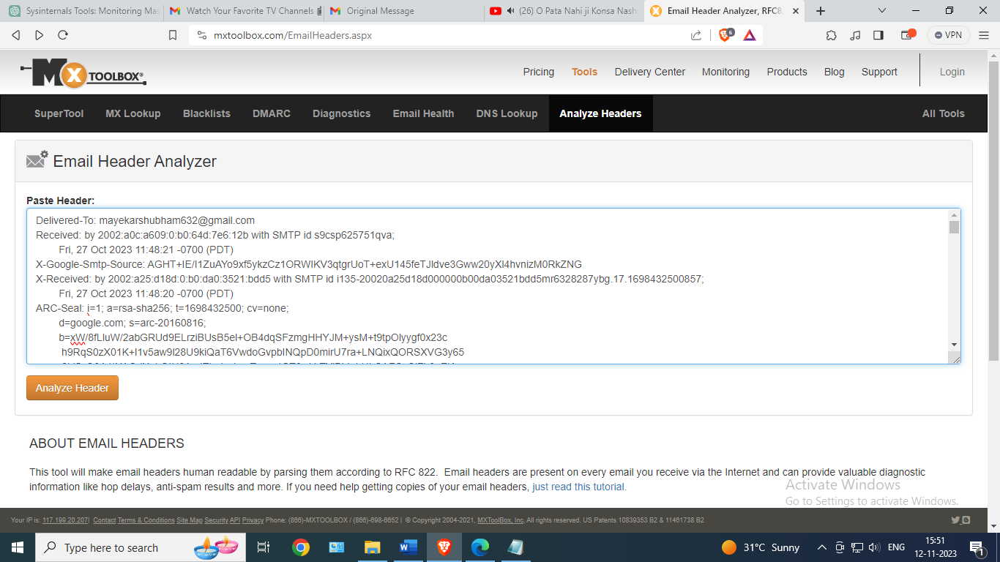 Sysinternals Tools: Monitoring Mas
Watch Your Favorite TV Channels
Original Message
(26) O Pata Nahi ji Konsa Nasha
Email Header Analyzer, RFC8
mxtoolbox.com/EmailHeaders.aspx
6
VPN
MX TOOLBOX®
Pricing Tools Delivery Center Monitoring Products Blog Support Login
SuperTool MX Lookup Blacklists DMARC Diagnostics Email Health DNS Lookup Analyze Headers All Tools
Email Header Analyzer
Paste Header:
Delivered-To: mayekarshubham632@gmail.com
Received: by 2002:a0c:a609:0:b0:64d:7e6:12b with SMTP id s9csp625751qva;
Fri, 27 Oct 2023 11:48:21 -0700 (PDT)
X-Google-Smtp-Source: AGHT+IE/I1ZuAYo9xf5ykzCz1ORWIKV3qtgrUoT+exU145feTJldve3Gww20yXI4hvnizM0RkZNG
X-Received: by 2002:a25:d18d:0:b0:da0:3521:bdd5 with SMTP id i135-20020a25d18d000000b00da03521bdd5mr6328287ybg.17.1698432500857;
Fri, 27 Oct 2023 11:48:20 -0700 (PDT)
ARC-Seal: i=1; a=rsa-sha256; t=1698432500; cv=none;
d=google.com; s=arc-20160816;
b=xW/8fLIuW/2abGRUd9ELrziBUsB5el+OB4dqSFzmgHHYJM+ysM+t9tpOlyygf0x23c
h9RqS0zX01K+I1v5aw9I28U9kiQaT6VwdoGvpbINQpD0mirU7ra+LNQixQORSXVG3y65
Analyze Header
ABOUT EMAIL HEADERS
This tool will make email headers human readable by parsing them according to RFC 822. Email headers are present on every email you receive via the Internet and can provide valuable diagnostic
information like hop delays, anti-spam results and more. If you need help getting copies of your email headers, just read this tutorial.
Activate Windows
Go to Settings to activate Windows.
Your IP is: 117.199.20.207| Contact Terms & Conditions Site Map Security API Privacy Phone: (866)-MXTOOLBOX / (866)-698-6652 | © Copyright 2004-2021, MXToolBox, Inc, All rights reserved. US Patents 10839353 B2 & 11461738 B2
Type here to search
31°C Sunny
ENG
15:51
12-11-2023
1